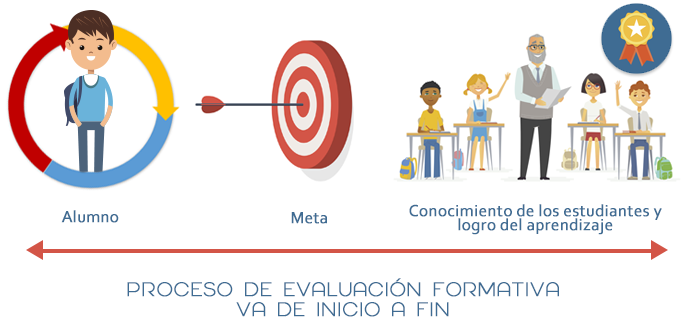 Alumno
Meta
Conocimiento de los estudiantes y
logro del aprendizaje
PROCESO DE EVALUACIÓN FORMATIVA
VA DE INICIO A FIN